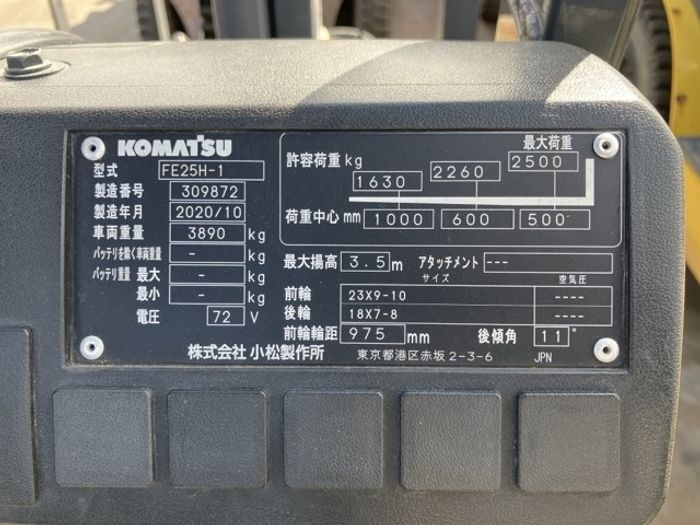 KOMATSU
型式 FE25H-1
製造番号 309872
製造年月 2020/10
車両重量 3890 kg
バッテリを除く車両重量 - kg
バッテリ重量 最大 - kg
最小 - kg
電圧 72 V
株式会社 小松製作所
最大荷重
許容荷重 kg 1630 2260 2500
荷重中心 mm 1000 600 500
最大揚高 3.5 m アタッチメント ---
サイズ 空気圧
前輪 23X9-10 ----
後輪 18X7-8 ----
前輪輪距 975 mm 後傾角 11°
東京都港区赤坂 2-3-6 JPN